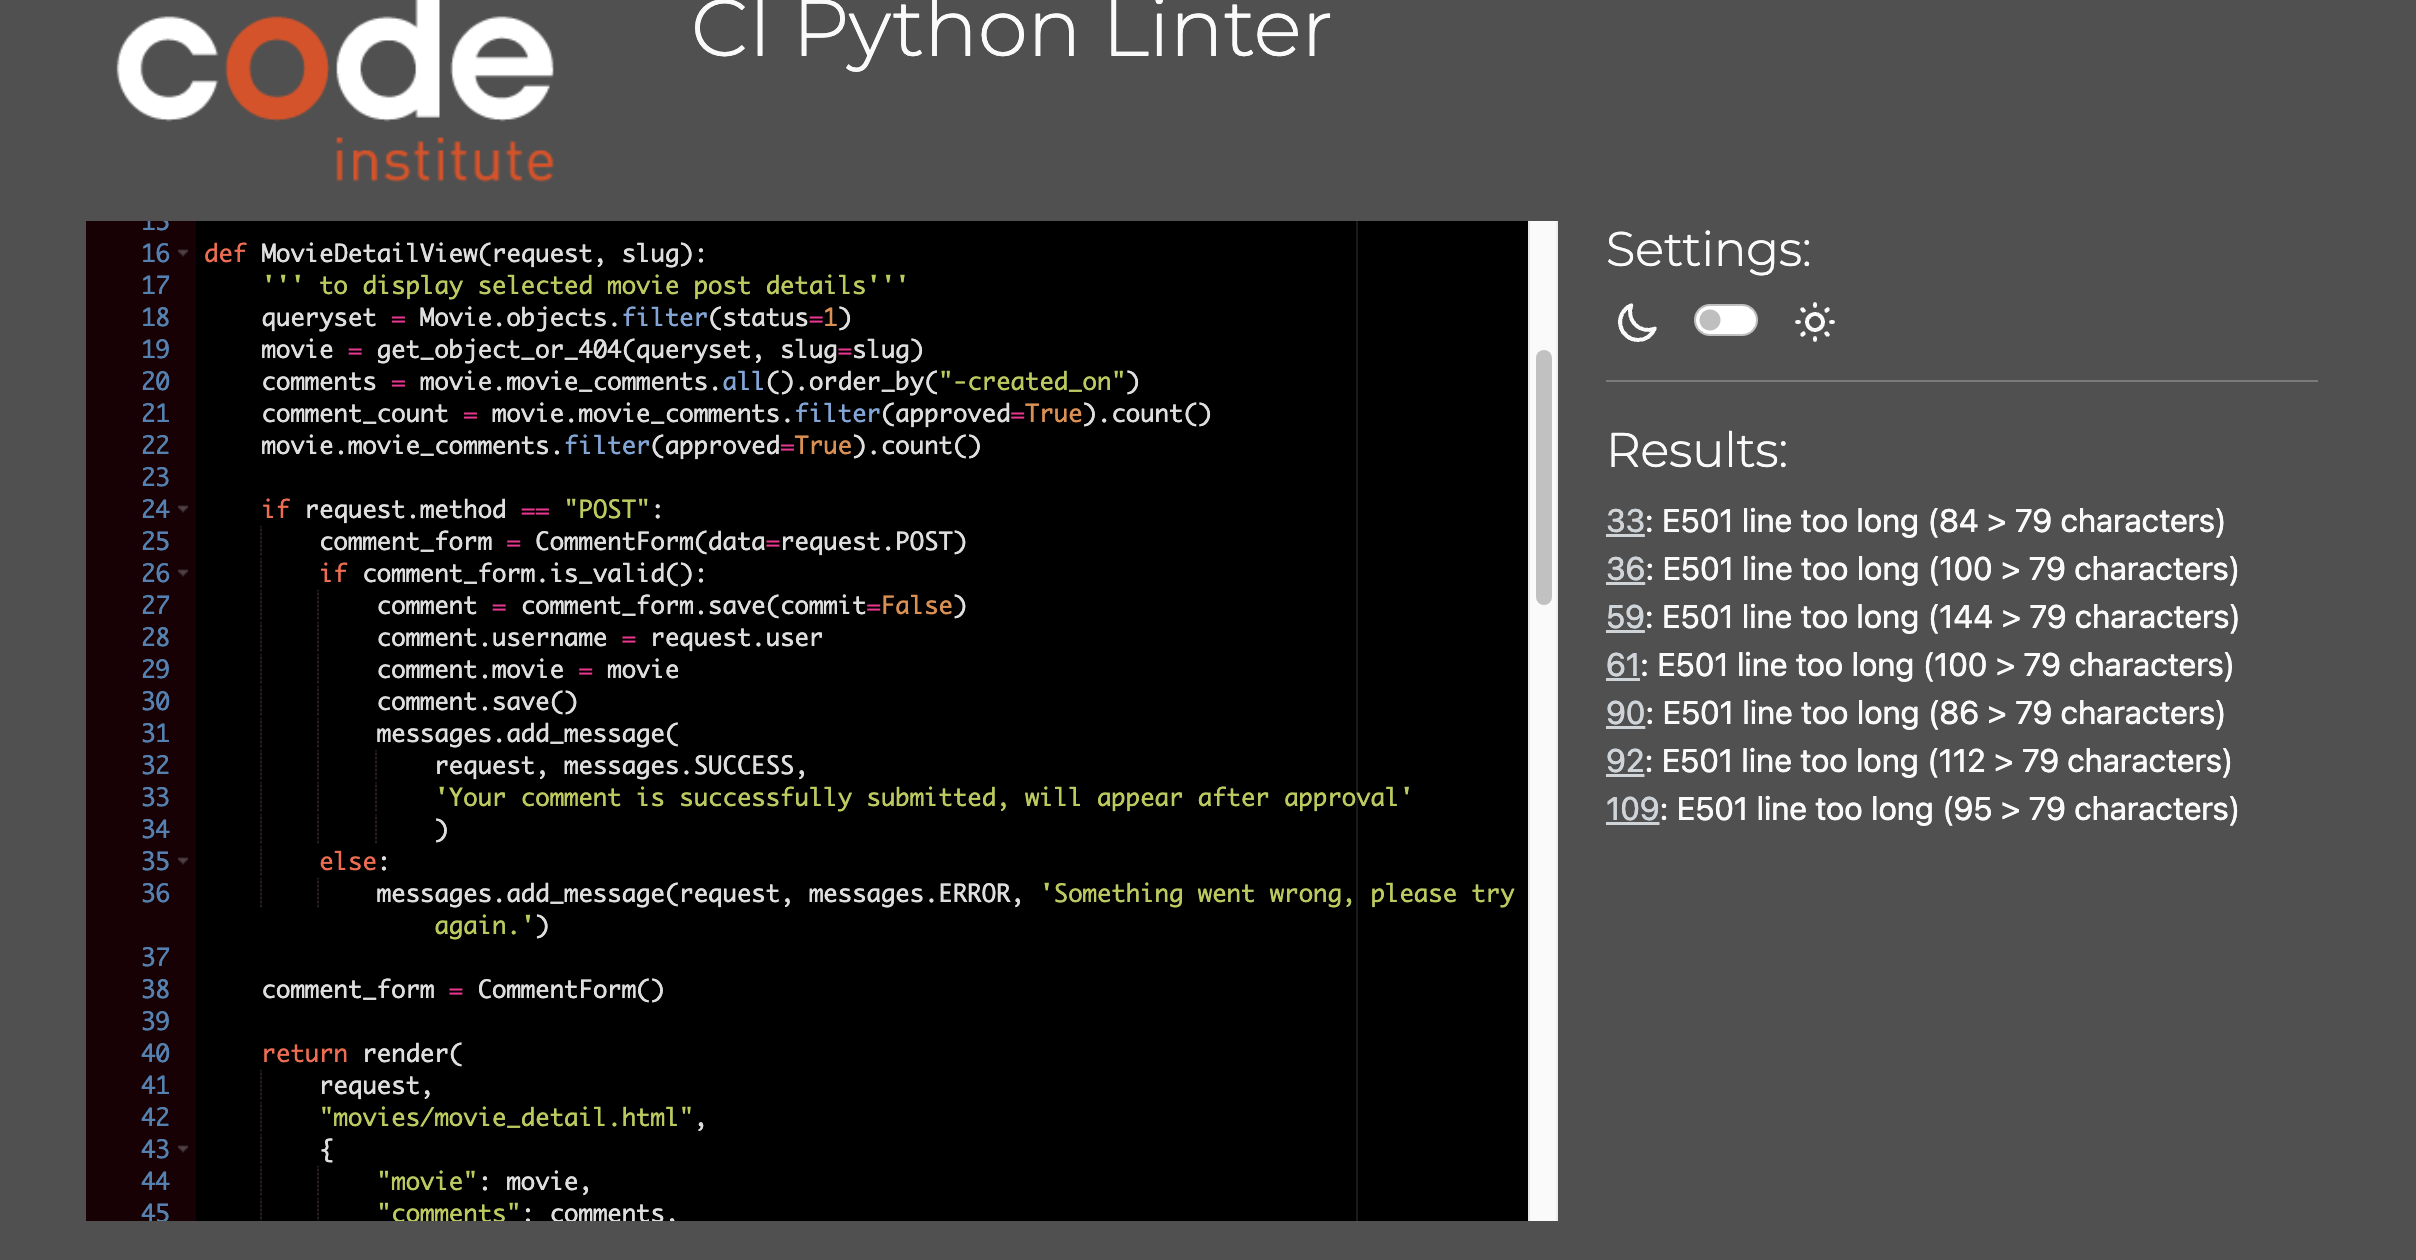 code
institute
CI Python Linter
15
16 def MovieDetailView(request, slug):
17     ''' to display selected movie post details'''
18     queryset = Movie.objects.filter(status=1)
19     movie = get_object_or_404(queryset, slug=slug)
20     comments = movie.movie_comments.all().order_by("-created_on")
21     comment_count = movie.movie_comments.filter(approved=True).count()
22     movie.movie_comments.filter(approved=True).count()
23
24     if request.method == "POST":
25         comment_form = CommentForm(data=request.POST)
26         if comment_form.is_valid():
27             comment = comment_form.save(commit=False)
28             comment.username = request.user
29             comment.movie = movie
30             comment.save()
31             messages.add_message(
32                 request, messages.SUCCESS,
33                 'Your comment is successfully submitted, will appear after approval'
34                 )
35         else:
36             messages.add_message(request, messages.ERROR, 'Something went wrong, please try
again.')
37
38     comment_form = CommentForm()
39
40     return render(
41         request,
42         "movies/movie_detail.html",
43         {
44             "movie": movie,
45             "comments": comments,
Settings:
Results:
33: E501 line too long (84 > 79 characters)
36: E501 line too long (100 > 79 characters)
59: E501 line too long (144 > 79 characters)
61: E501 line too long (100 > 79 characters)
90: E501 line too long (86 > 79 characters)
92: E501 line too long (112 > 79 characters)
109: E501 line too long (95 > 79 characters)